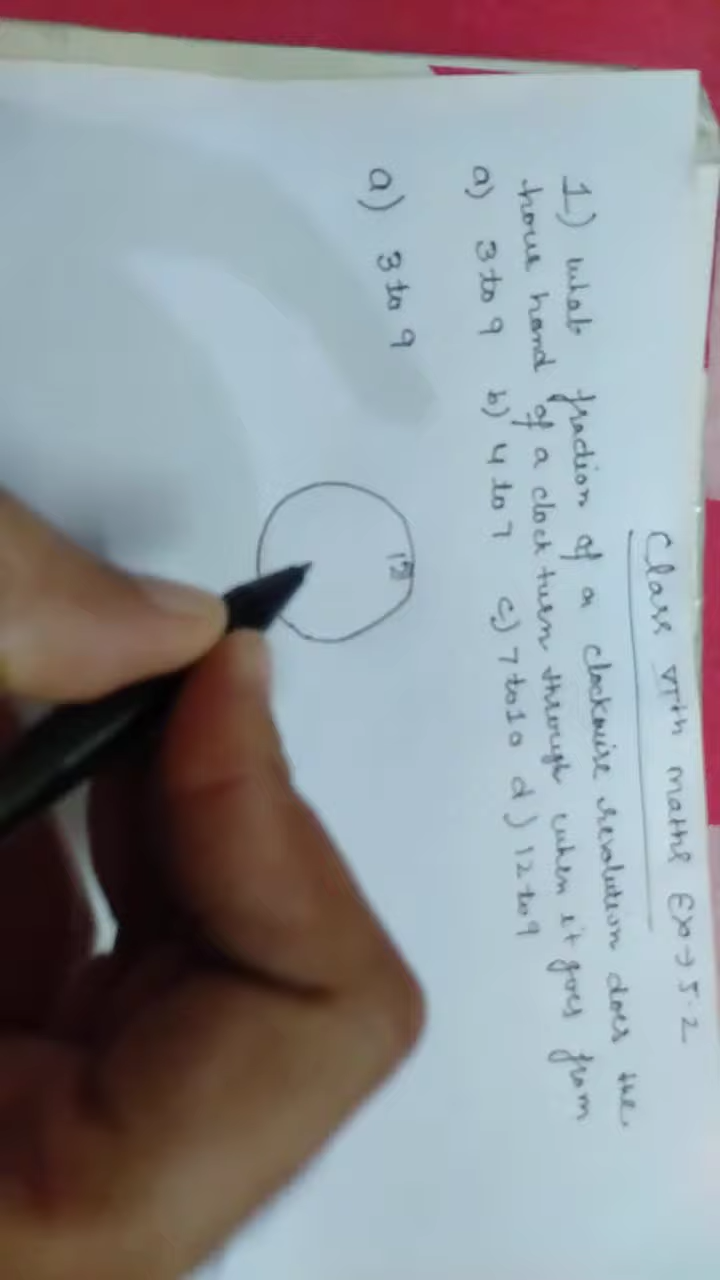 Class VIth maths Ex→ 5.2
1.) what fraction of a clockwise revolution does the
hour hand of a clock turn through when it goes from
a) 3 to 9 b) 4 to 7 c) 7 to 10 d) 12 to 9
a) 3 to 9
12